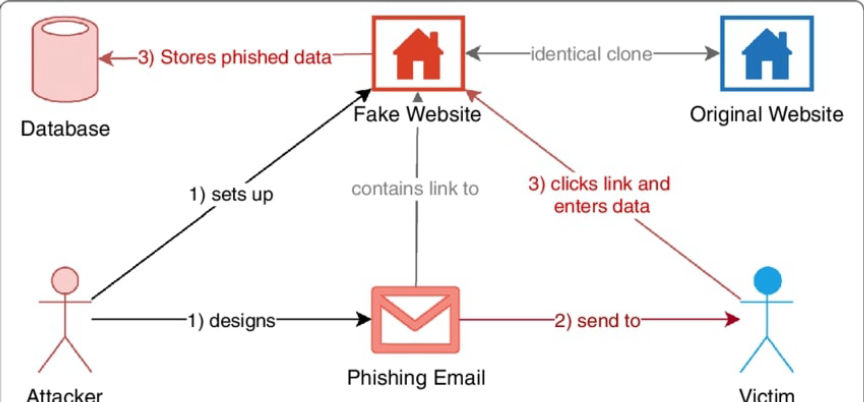 3) Stores phished data
identical clone
Database
Fake Website
Original Website
1) sets up
contains link to
3) clicks link and
enters data
1) designs
2) send to
Phishing Email
Attacker
Victim